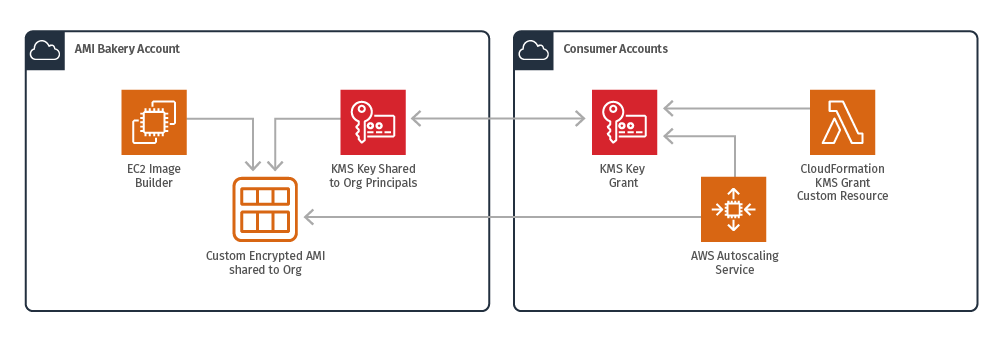 AMI Bakery Account
EC2 Image
Builder
KMS Key Shared
to Org Principals
Custom Encrypted AMI
shared to Org
Consumer Accounts
KMS Key
Grant
CloudFormation
KMS Grant
Custom Resource
AWS Autoscaling
Service